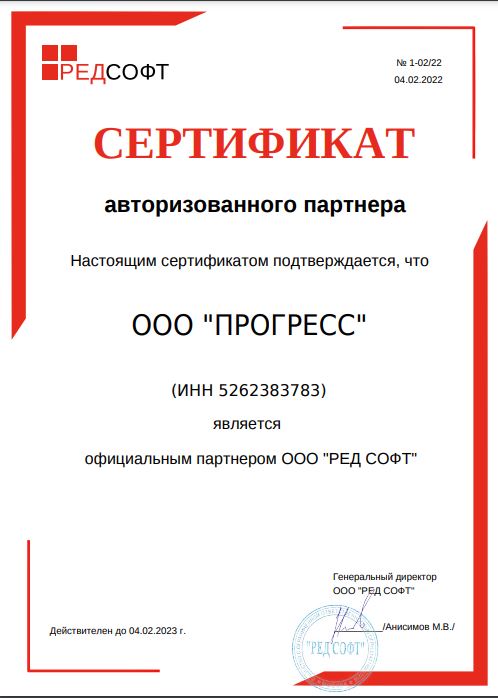 РЕДСОФТ
№ 1-02/22
04.02.2022
СЕРТИФИКАТ
авторизованного партнера
Настоящим сертификатом подтверждается, что
ООО "ПРОГРЕСС"
(ИНН 5262383783)
является
официальным партнером ООО "РЕД СОФТ"
Генеральный директор
ООО "РЕД СОФТ"
/Анисимов М.В./
Действителен до 04.02.2023 г.
"РЕД СОФТ"